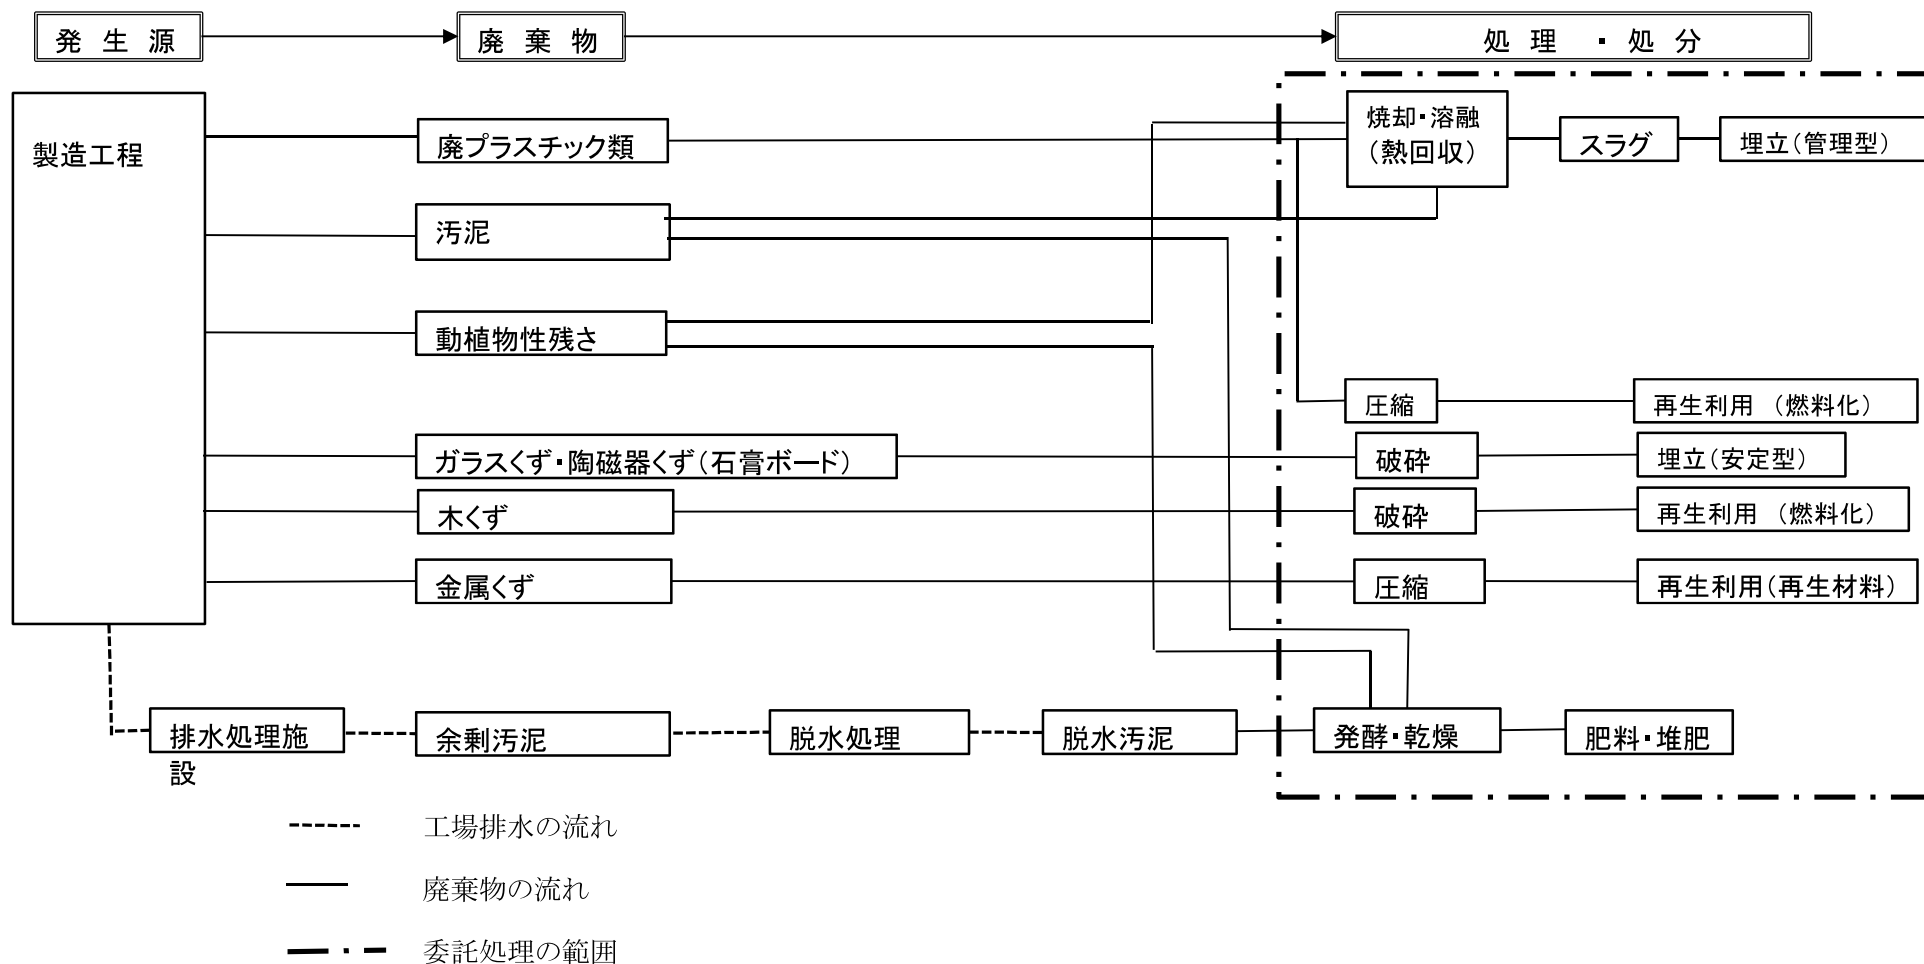 発 生 源
廃 棄 物
処 理 ・ 処 分
製造工程
廃プラスチック類
焼却・溶融
（熱回収）
スラグ
埋立（管理型）
汚泥
動植物性残さ
圧縮
再生利用 （燃料化）
ガラスくず・陶磁器くず（石膏ボード）
破砕
埋立（安定型）
木くず
破砕
再生利用 （燃料化）
金属くず
圧縮
再生利用（再生材料）
排水処理施
設
余剰汚泥
脱水処理
脱水汚泥
発酵・乾燥
肥料・堆肥
工場排水の流れ
廃棄物の流れ
委託処理の範囲